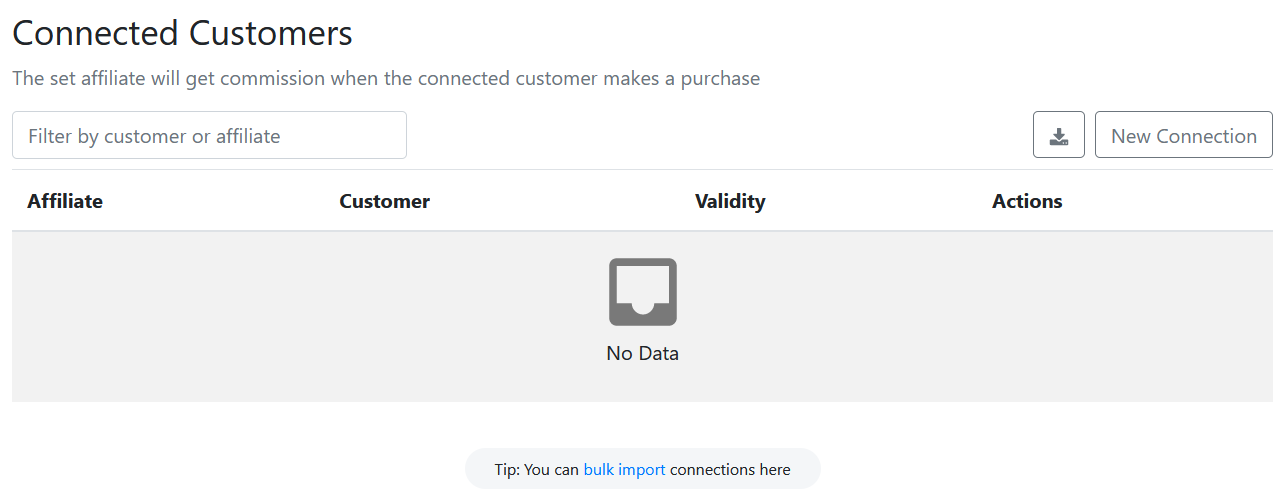 Connected Customers
The set affiliate will get commission when the connected customer makes a purchase
Filter by customer or affiliate
New Connection
Affiliate Customer Validity Actions
No Data
Tip: You can bulk import connections here